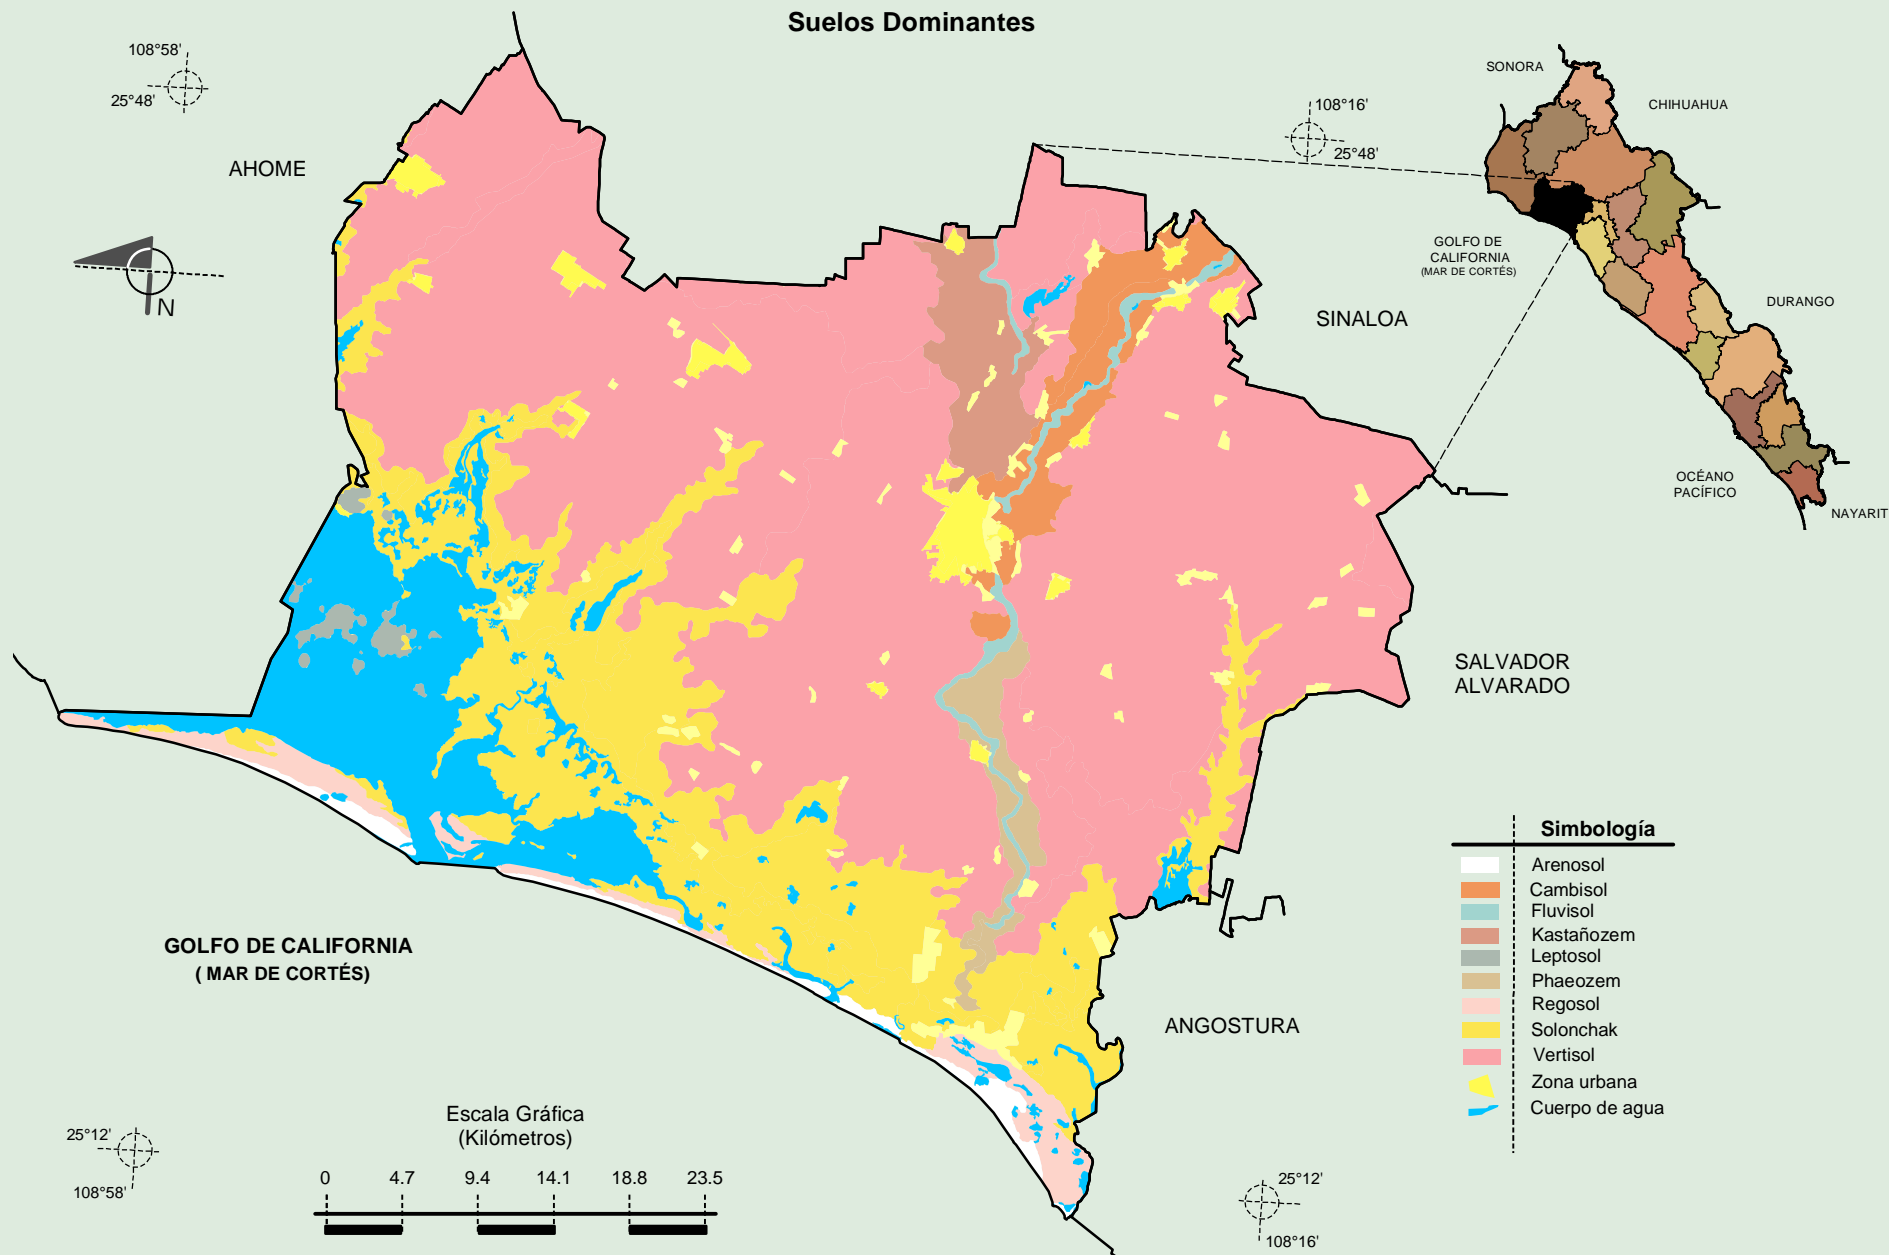 Suelos Dominantes
108°58'
25°48'
AHOME
N
108°16'
25°48'
SONORA
CHIHUAHUA
GOLFO DE
CALIFORNIA
(MAR DE CORTÉS)
DURANGO
SINALOA
OCÉANO
PACÍFICO
NAYARIT
SALVADOR
ALVARADO
GOLFO DE CALIFORNIA
( MAR DE CORTÉS)
ANGOSTURA
Simbología
Arenosol
Cambisol
Fluvisol
Kastañozem
Leptosol
Phaeozem
Regosol
Solonchak
Vertisol
Zona urbana
Cuerpo de agua
25°12'
108°58'
Escala Gráfica
(Kilómetros)
0 4.7 9.4 14.1 18.8 23.5
25°12'
108°16'